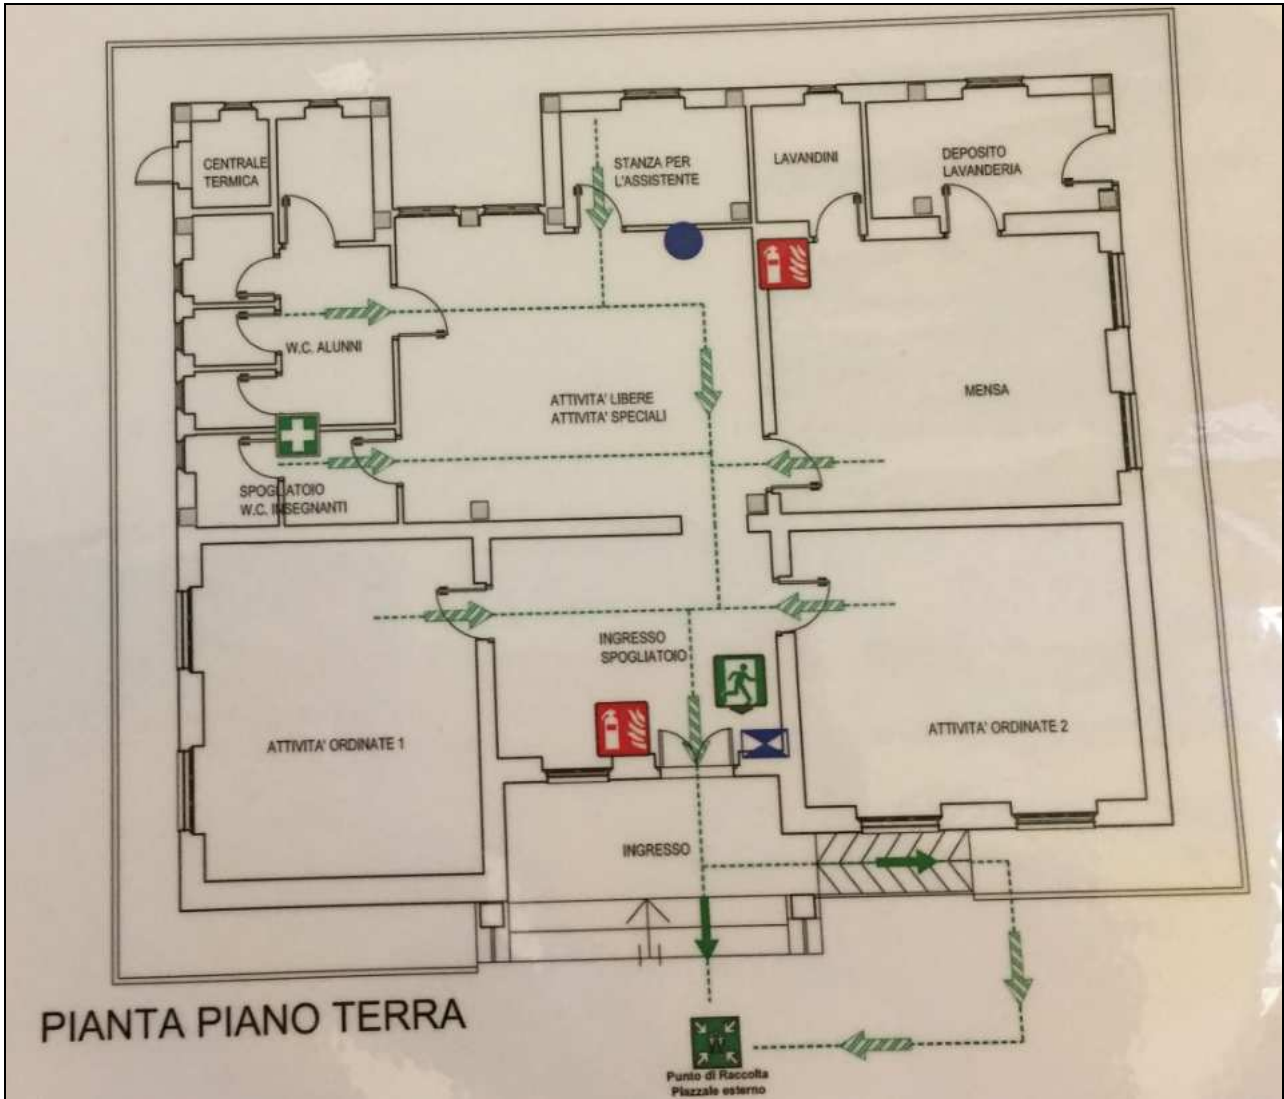 CENTRALE
TERMICA
STANZA PER
L'ASSISTENTE
LAVANDINI
DEPOSITO
LAVANDERIA
W.C. ALUNNI
ATTIVITA' LIBERE
ATTIVITA' SPECIALI
MENSA
SPOGLIATOIO
W.C. INSEGNANTI
INGRESSO
SPOGLIATOIO
ATTIVITA' ORDINATE 1
ATTIVITA' ORDINATE 2
INGRESSO
PIANTA PIANO TERRA
Punto di Raccolta
Piazzale esterno